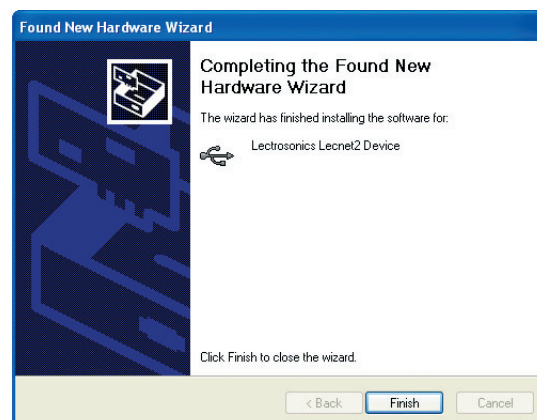 Found New Hardware Wizard
Completing the Found New
Hardware Wizard
The wizard has finished installing the software for:
Lectrosonics Lecnet2 Device
Click Finish to close the wizard.
< Back Finish Cancel